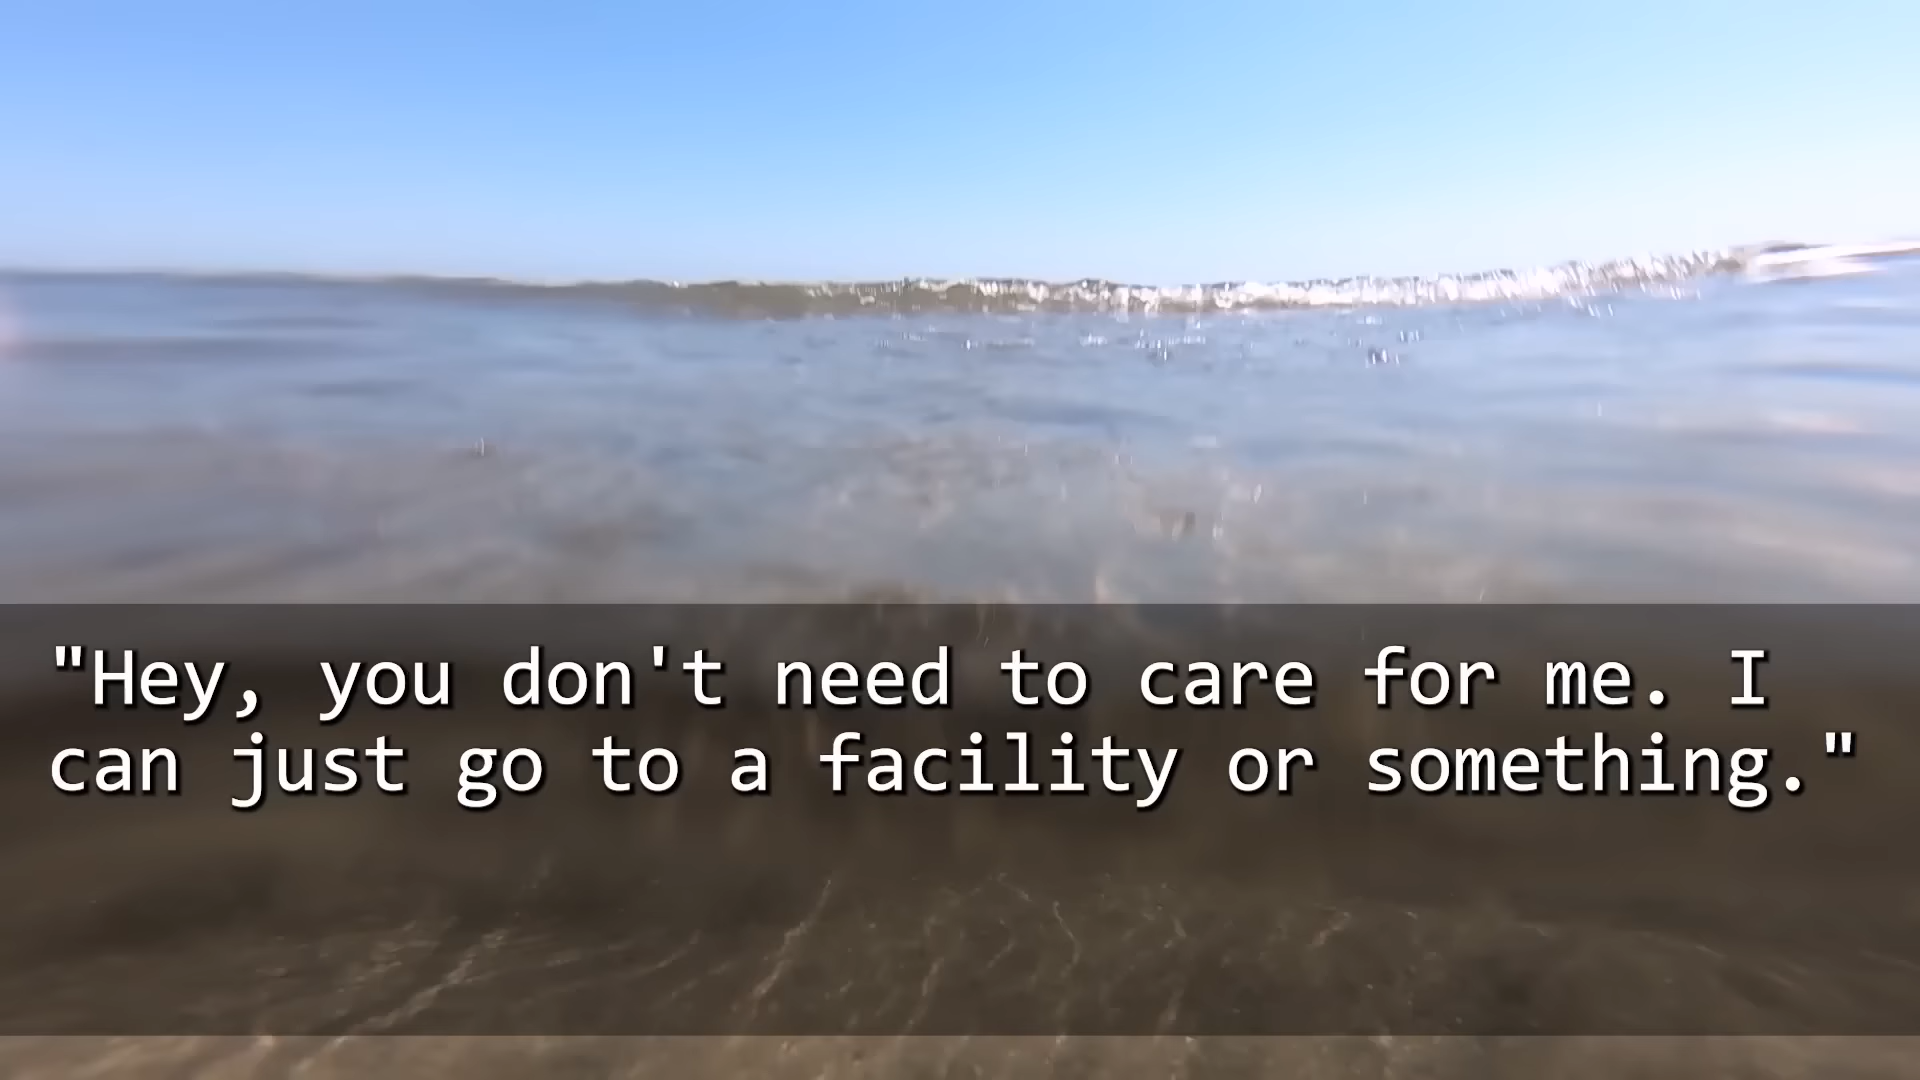 "Hey, you don't need to care for me. I
can just go to a facility or something."